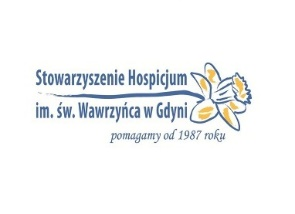 Stowarzyszenie Hospicjum
im. św. Wawrzyńca w Gdyni
pomagamy od 1987 roku